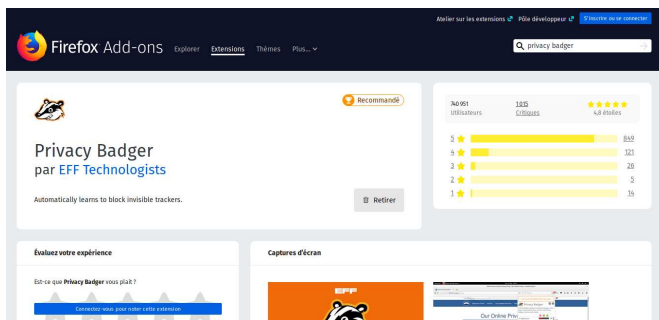 Atelier sur les extensions Pôle développeur S'inscrire ou se connecter
Firefox Add-ons Explorer Extensions Thèmes Plus... privacy badger
Recommandé
Privacy Badger
par EFF Technologists
Automatically learns to block invisible trackers.
Retirer
740 951 1 015
Utilisateurs Critiques 4,8 étoiles
5 849
4 121
3 26
2 5
1 14
Évaluez votre expérience
Est-ce que Privacy Badger vous plaît ?
Connectez-vous pour noter cette extension
Captures d'écran
EFF
Our Online Priv